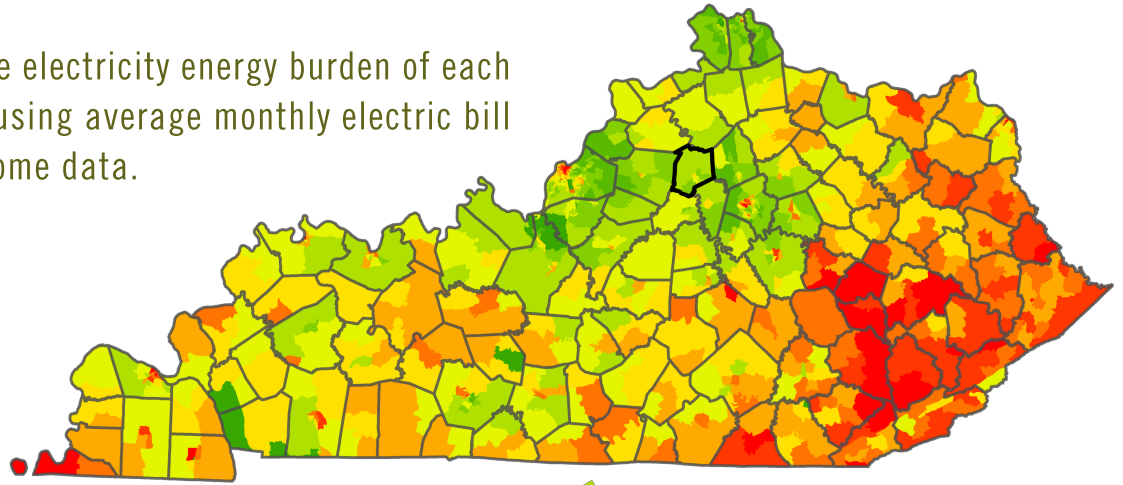 e electricity energy burden of each
using average monthly electric bill
ome data.